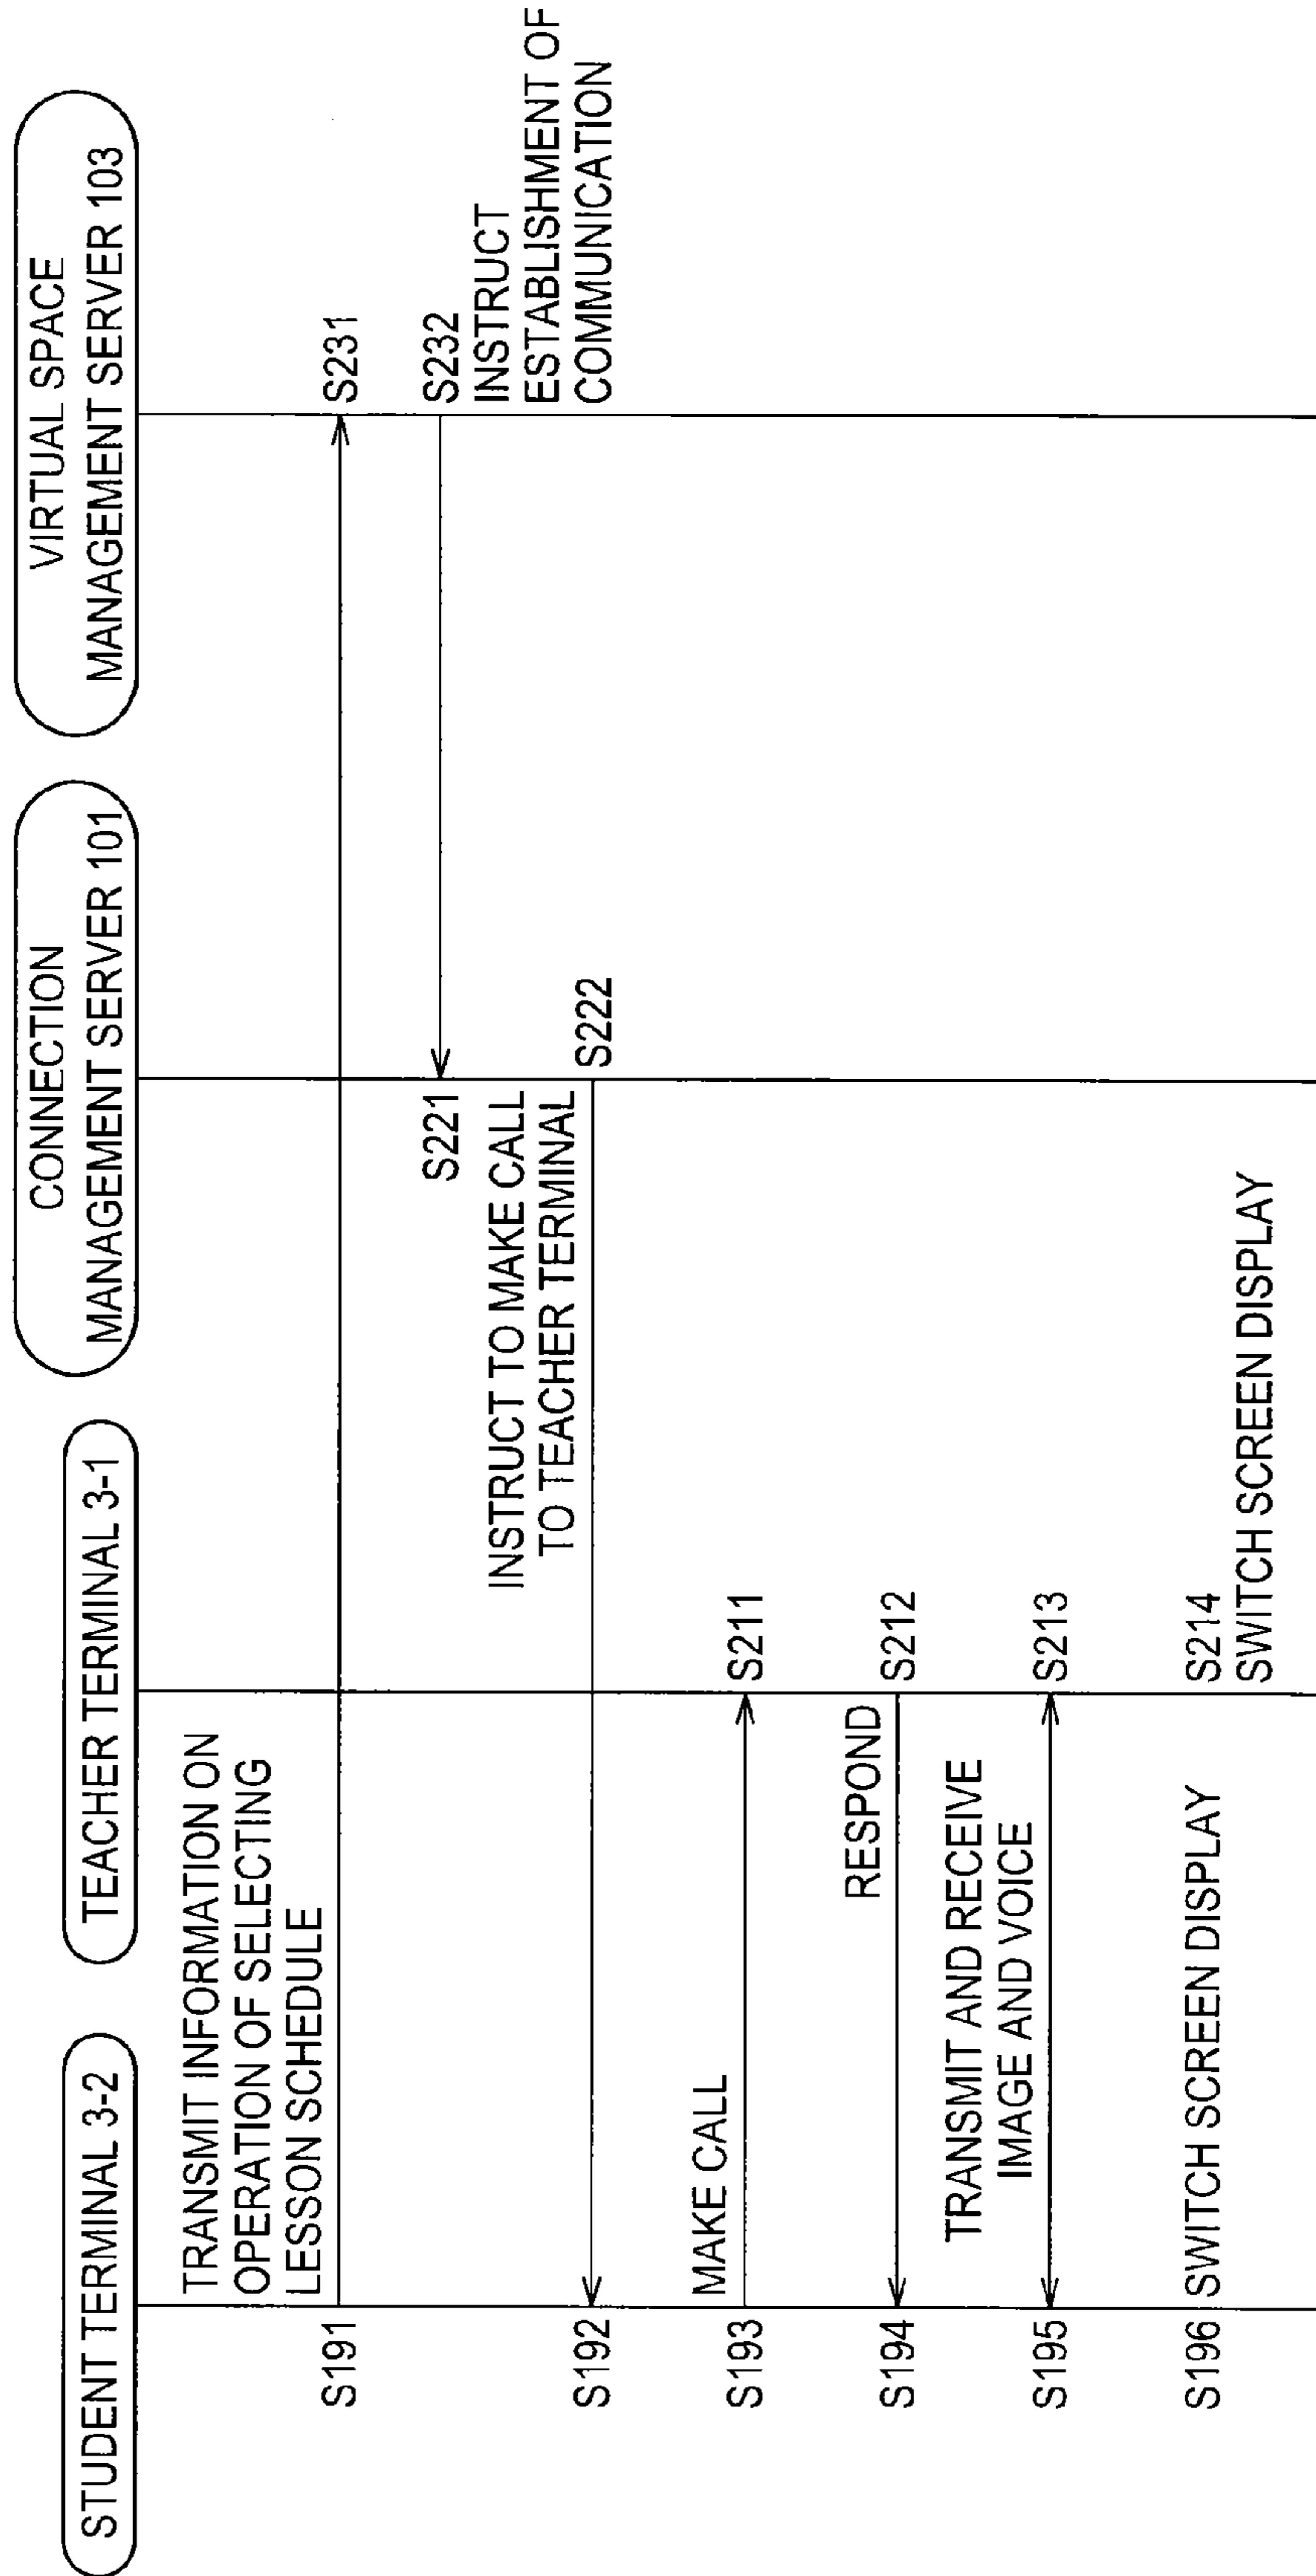 STUDENT TERMINAL 3-2
TEACHER TERMINAL 3-1
CONNECTION
MANAGEMENT SERVER 101
VIRTUAL SPACE
MANAGEMENT SERVER 103
TRANSMIT INFORMATION ON
OPERATION OF SELECTING
LESSON SCHEDULE
S191
S231
S221
S232
INSTRUCT
ESTABLISHMENT OF
COMMUNICATION
INSTRUCT TO MAKE CALL
TO TEACHER TERMINAL
S192
S222
MAKE CALL
S193
S211
RESPOND
S194
S212
TRANSMIT AND RECEIVE
IMAGE AND VOICE
S195
S213
S196 SWITCH SCREEN DISPLAY
S214
SWITCH SCREEN DISPLAY